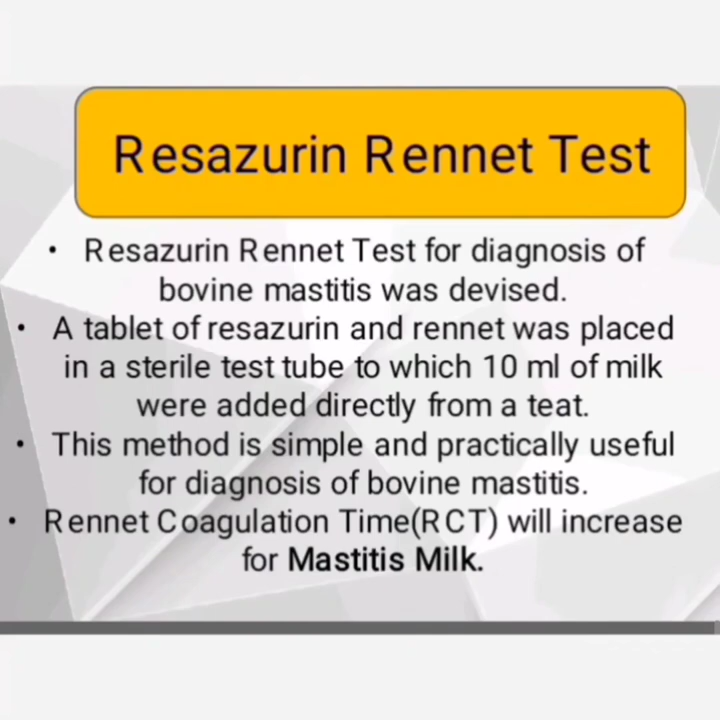 Resazurin Rennet Test
• Resazurin Rennet Test for diagnosis of
bovine mastitis was devised.
• A tablet of resazurin and rennet was placed
in a sterile test tube to which 10 ml of milk
were added directly from a teat.
• This method is simple and practically useful
for diagnosis of bovine mastitis.
• Rennet Coagulation Time(RCT) will increase
for Mastitis Milk.